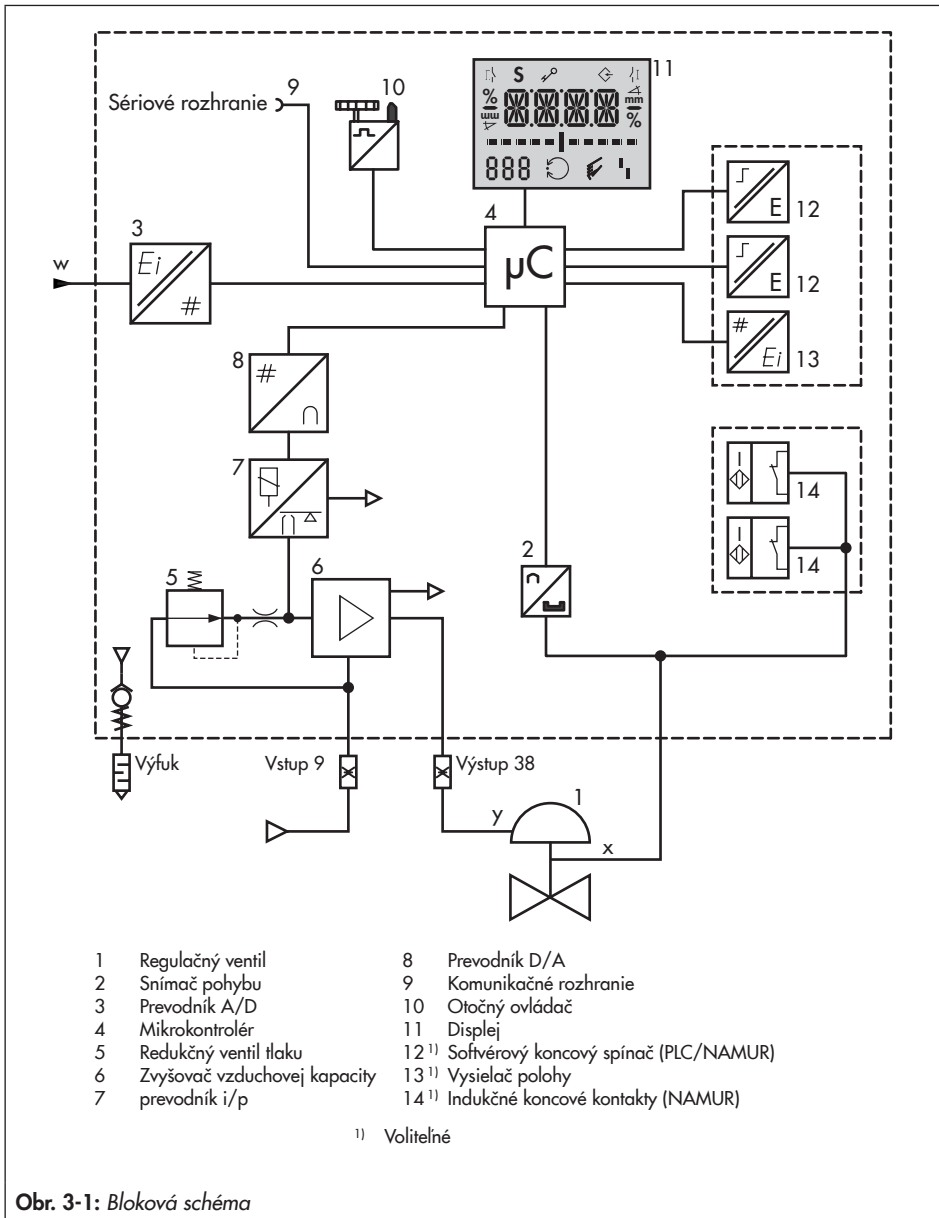 Sériové rozhranie
9
10
11
S
%
mm
%
mm
888
4
µC
3
w
Ei
#
E
12
E
12
#
Ei
13
8
#
7
14
14
2
5
6
Výfuk
Vstup 9
Výstup 38
1
y
x
1 Regulačný ventil
2 Snímač pohybu
3 Prevodník A/D
4 Mikrokontrolér
5 Redukčný ventil tlaku
6 Zvyšovač vzduchovej kapacity
7 prevodník i/p
8 Prevodník D/A
9 Komunikačné rozhranie
10 Otočný ovládač
11 Displej
12 1) Softvérový koncový spínač (PLC/NAMUR)
13 1) Vysielač polohy
14 1) Indukčné koncové kontakty (NAMUR)
1) Voliteľné
Obr. 3-1: Bloková schéma